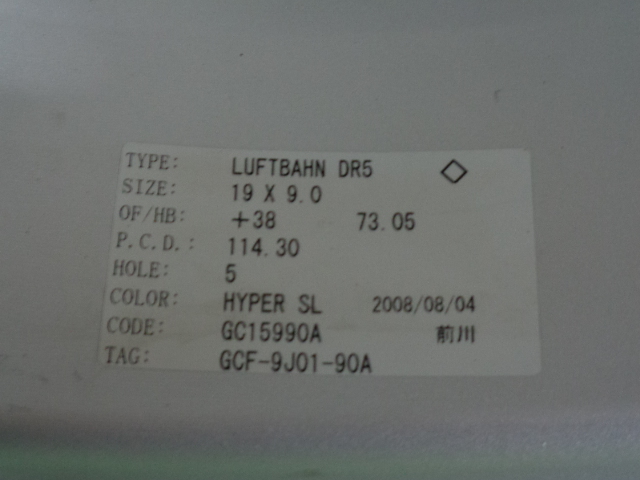 TYPE: LUFTBAHN DR5 ◇
SIZE: 19 X 9.0
OF/HB: +38 73.05
P.C.D.: 114.30
HOLE: 5
COLOR: HYPER SL 2008/08/04
CODE: GC15990A 前川
TAG: GCF-9J01-90A